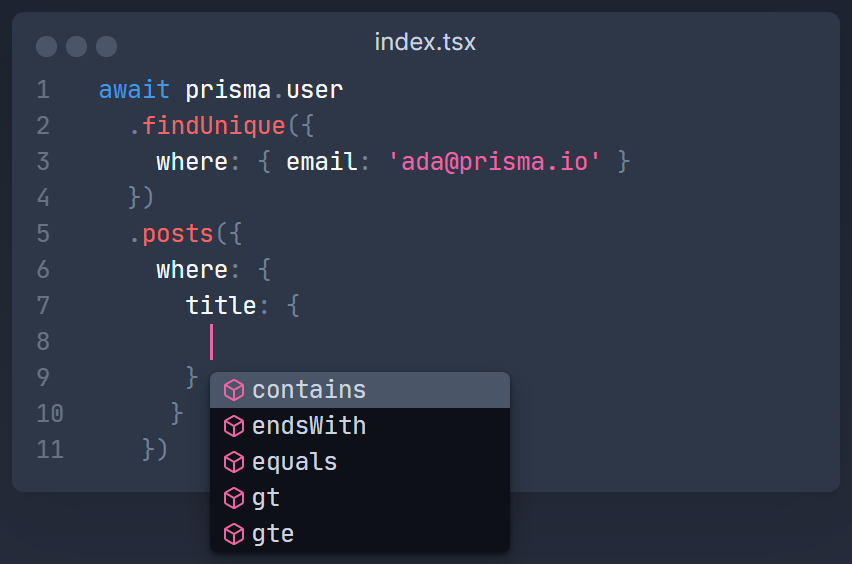 index.tsx
1 await prisma.user
2 .findUnique({
3 where: { email: 'ada@prisma.io' }
4 })
5 .posts({
6 where: {
7 title: {
8
9 }
10 }
11 })
contains
endsWith
equals
gt
gte